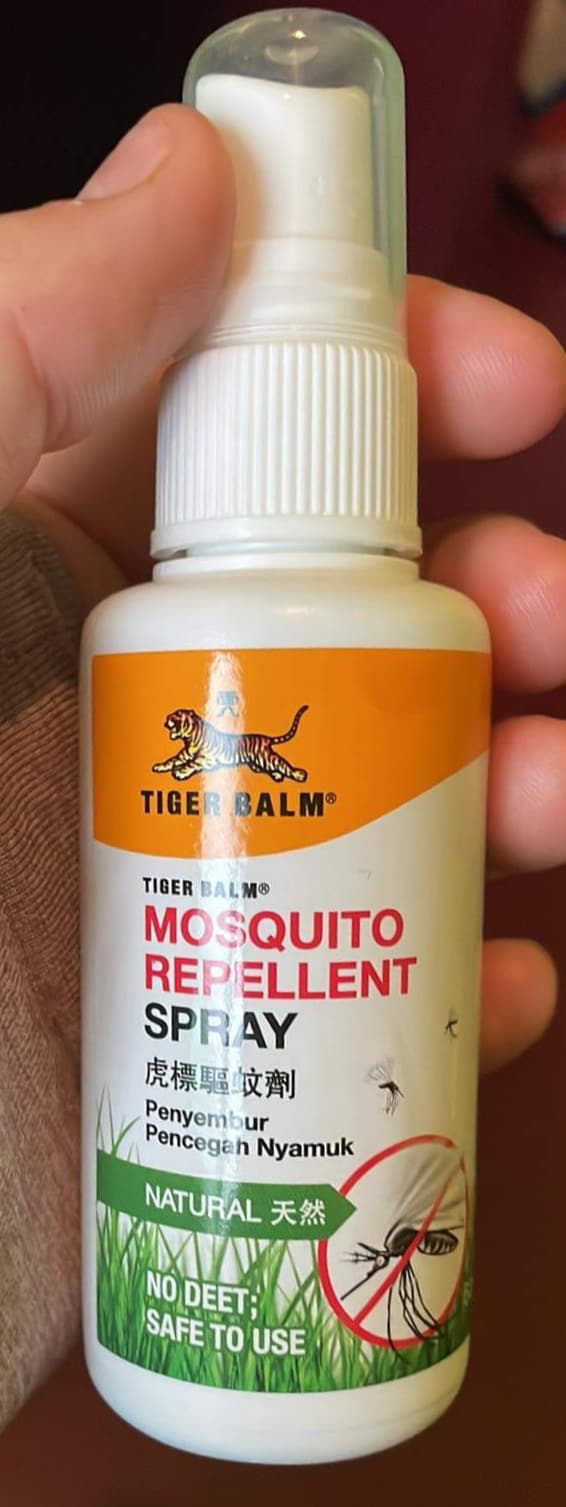 虎
TIGER BALM®
TIGER BALM®
MOSQUITO
REPELLENT
SPRAY
虎標驅蚊劑
Penyembur
Pencegah Nyamuk
NATURAL 天然
NO DEET;
SAFE TO USE